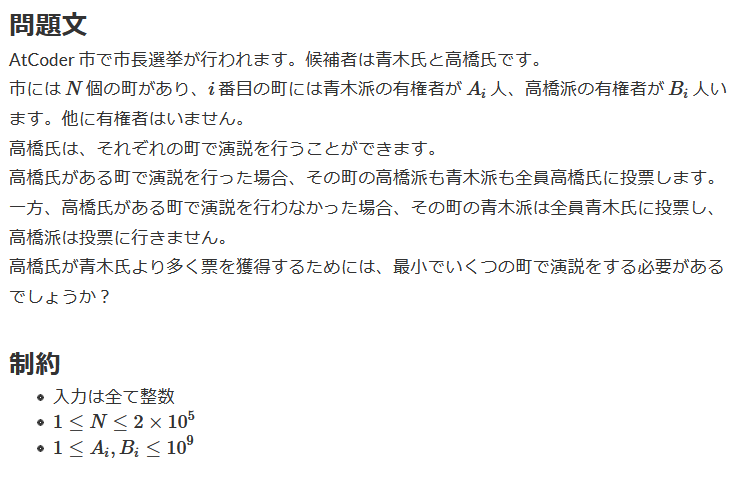 問題文
AtCoder 市で市長選挙が行われます。候補者は青木氏と高橋氏です。
市には N 個の町があり、i 番目の町には青木派の有権者が A_i 人、高橋派の有権者が B_i 人い
ます。他に有権者はいません。
高橋氏は、それぞれの町で演説を行うことができます。
高橋氏がある町で演説を行った場合、その町の高橋派も青木派も全員高橋氏に投票します。
一方、高橋氏がある町で演説を行わなかった場合、その町の青木派は全員青木氏に投票し、
高橋派は投票に行きません。
高橋氏が青木氏より多く票を獲得するためには、最小でいくつの町で演説をする必要がある
でしょうか？
制約
• 入力は全て整数
• 1 ≤ N ≤ 2 × 10^5
• 1 ≤ A_i, B_i ≤ 10^9